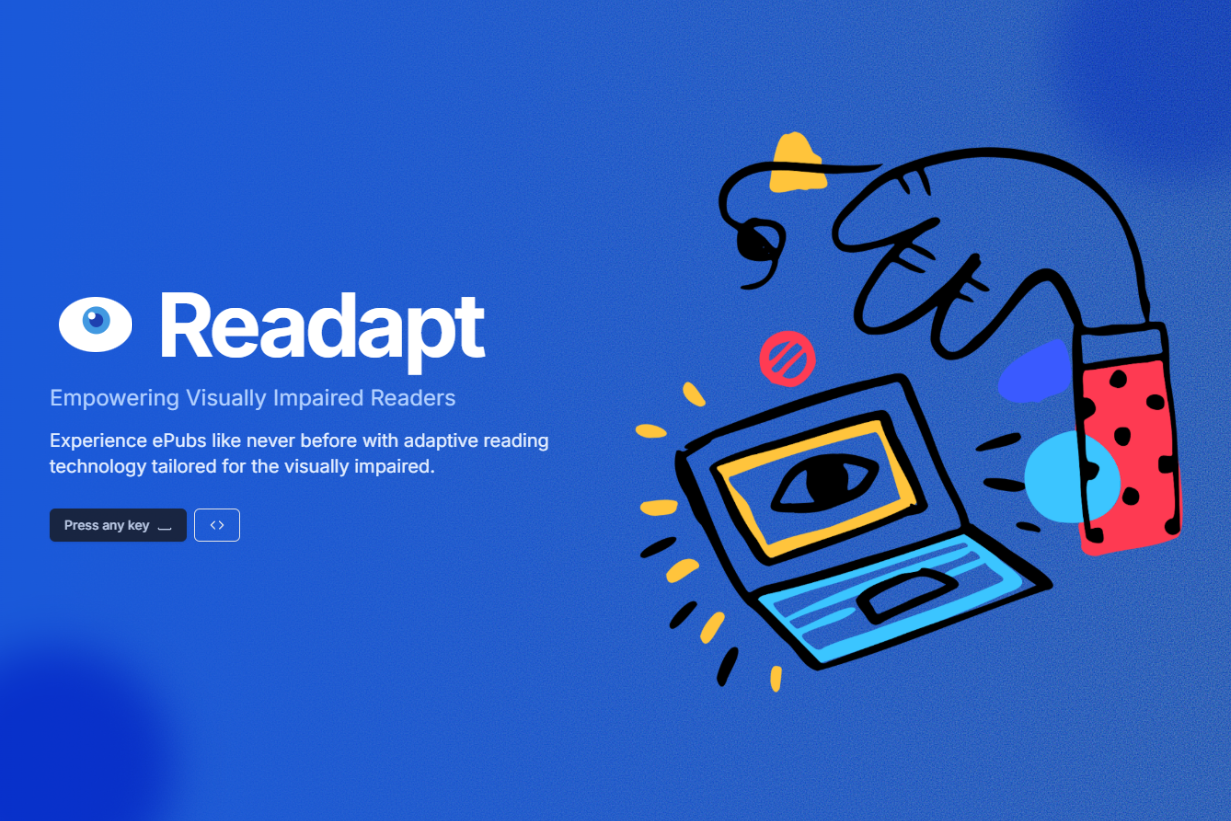 Readapt
Empowering Visually Impaired Readers
Experience ePubs like never before with adaptive reading
technology tailored for the visually impaired.
Press any key